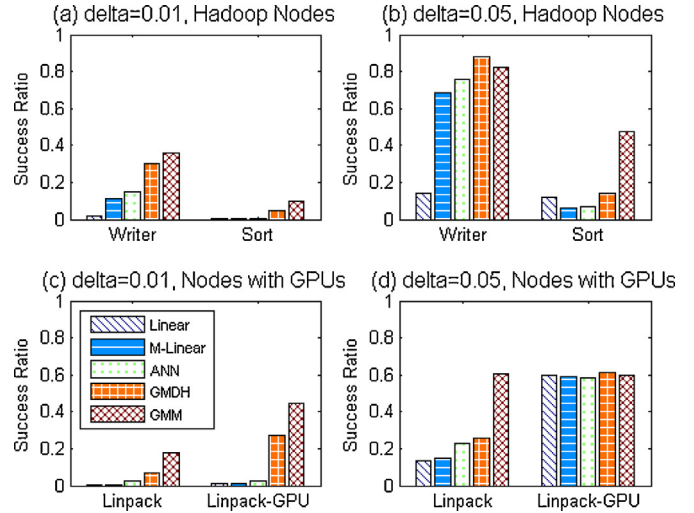 (a) delta=0.01, Hadoop Nodes
1
0.8
0.6
0.4
0.2
0
Success Ratio
Writer
Sort
(b) delta=0.05, Hadoop Nodes
1
0.8
0.6
0.4
0.2
0
Success Ratio
Writer
Sort
(c) delta=0.01, Nodes with GPUs
1
0.8
0.6
0.4
0.2
0
Success Ratio
Linear
M-Linear
ANN
GMDH
GMM
Linpack
Linpack-GPU
(d) delta=0.05, Nodes with GPUs
1
0.8
0.6
0.4
0.2
0
Success Ratio
Linpack
Linpack-GPU